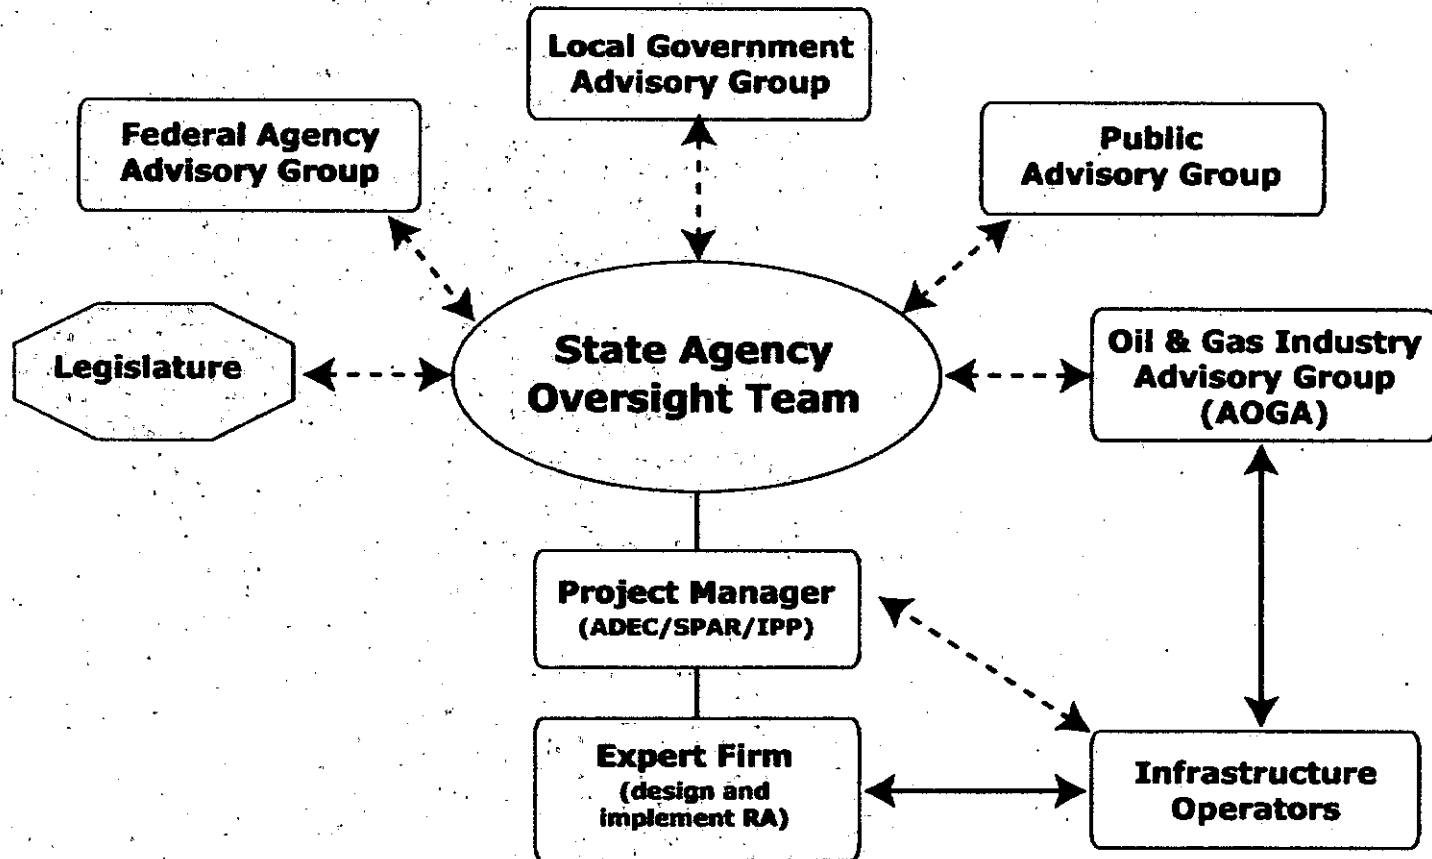 Local Government
Advisory Group
Federal Agency
Advisory Group
Public
Advisory Group
Legislature
State Agency
Oversight Team
Oil & Gas Industry
Advisory Group
(AOGA)
Project Manager
(ADEC/SPAR/IPP)
Expert Firm
(design and
implement RA)
Infrastructure
Operators